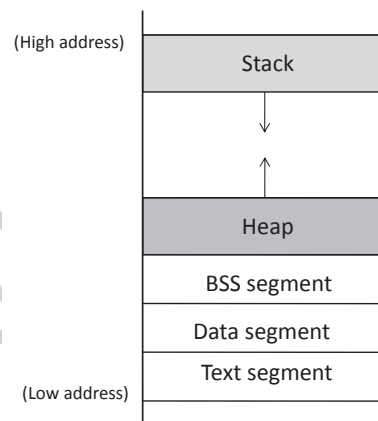 (High address)
Stack
Heap
BSS segment
Data segment
Text segment
(Low address)